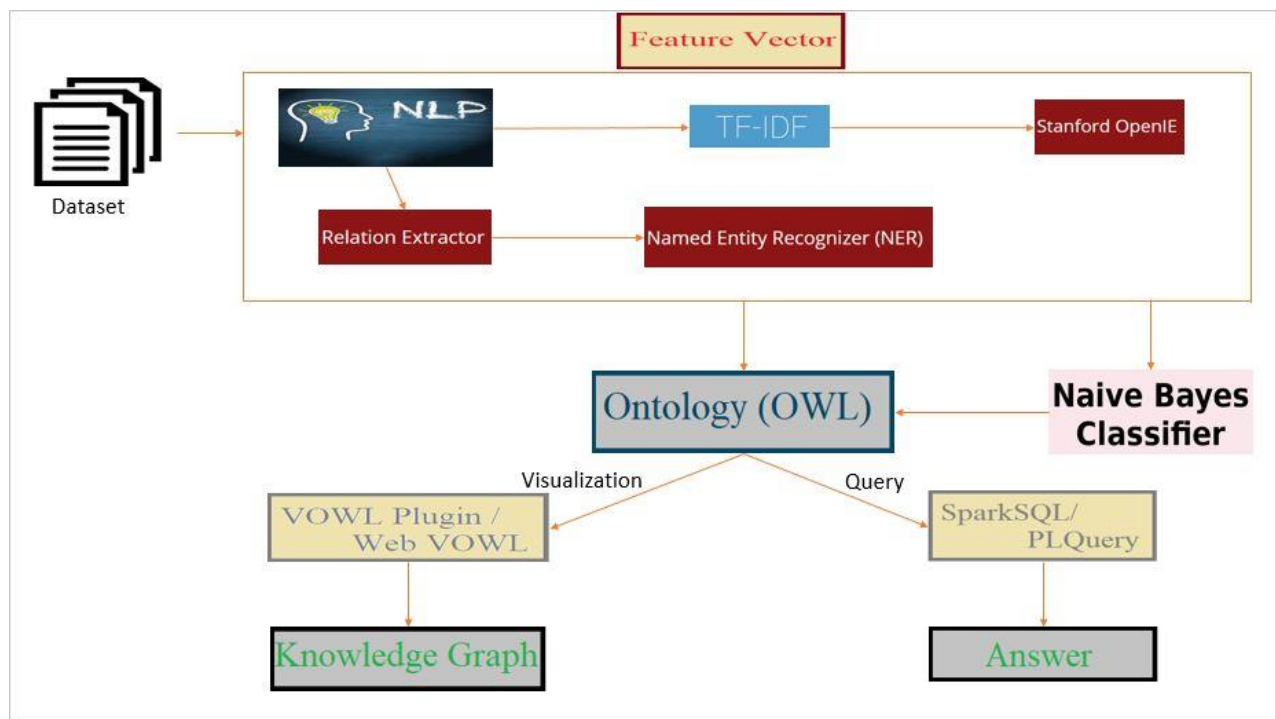 Feature Vector
NLP
TF-IDF
Stanford OpenIE
Dataset
Relation Extractor
Named Entity Recognizer (NER)
Ontology (OWL)
Naive Bayes
Classifier
Visualization
Query
VOWL Plugin /
Web VOWL
SparkSQL/
PLQuery
Knowledge Graph
Answer